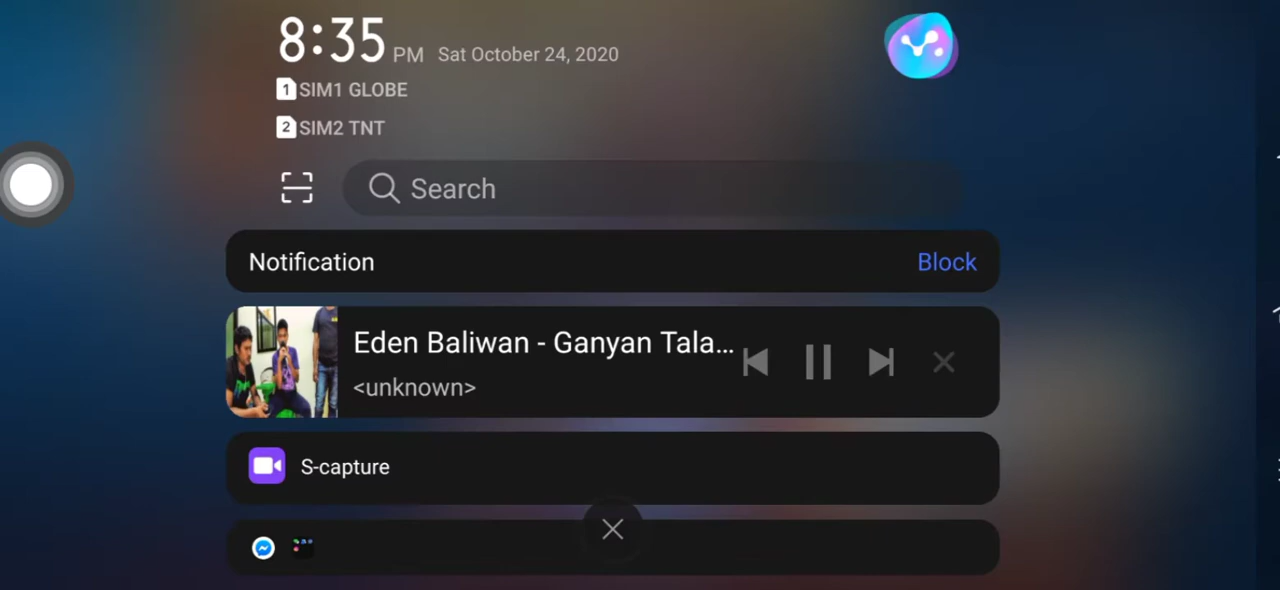 8:35 PM Sat October 24, 2020
1 SIM1 GLOBE
2 SIM2 TNT
Search
Notification Block
Eden Baliwan - Ganyan Tala...
<unknown>
S-capture